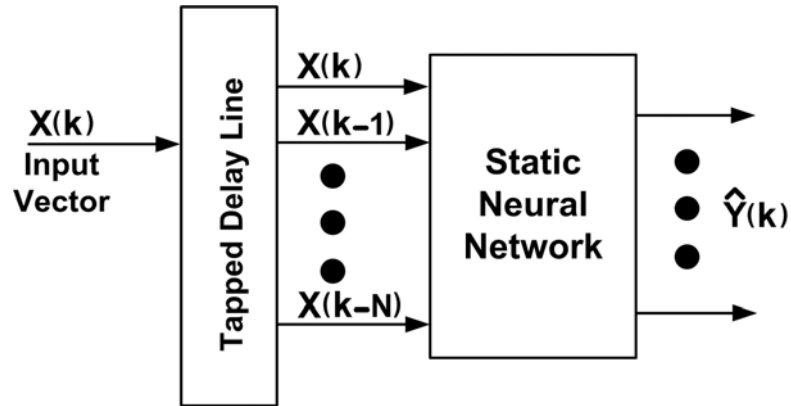 X(k)
Input
Vector
Tapped Delay Line
X(k)
X(k-1)
X(k-N)
Static
Neural
Network
Ŷ(k)